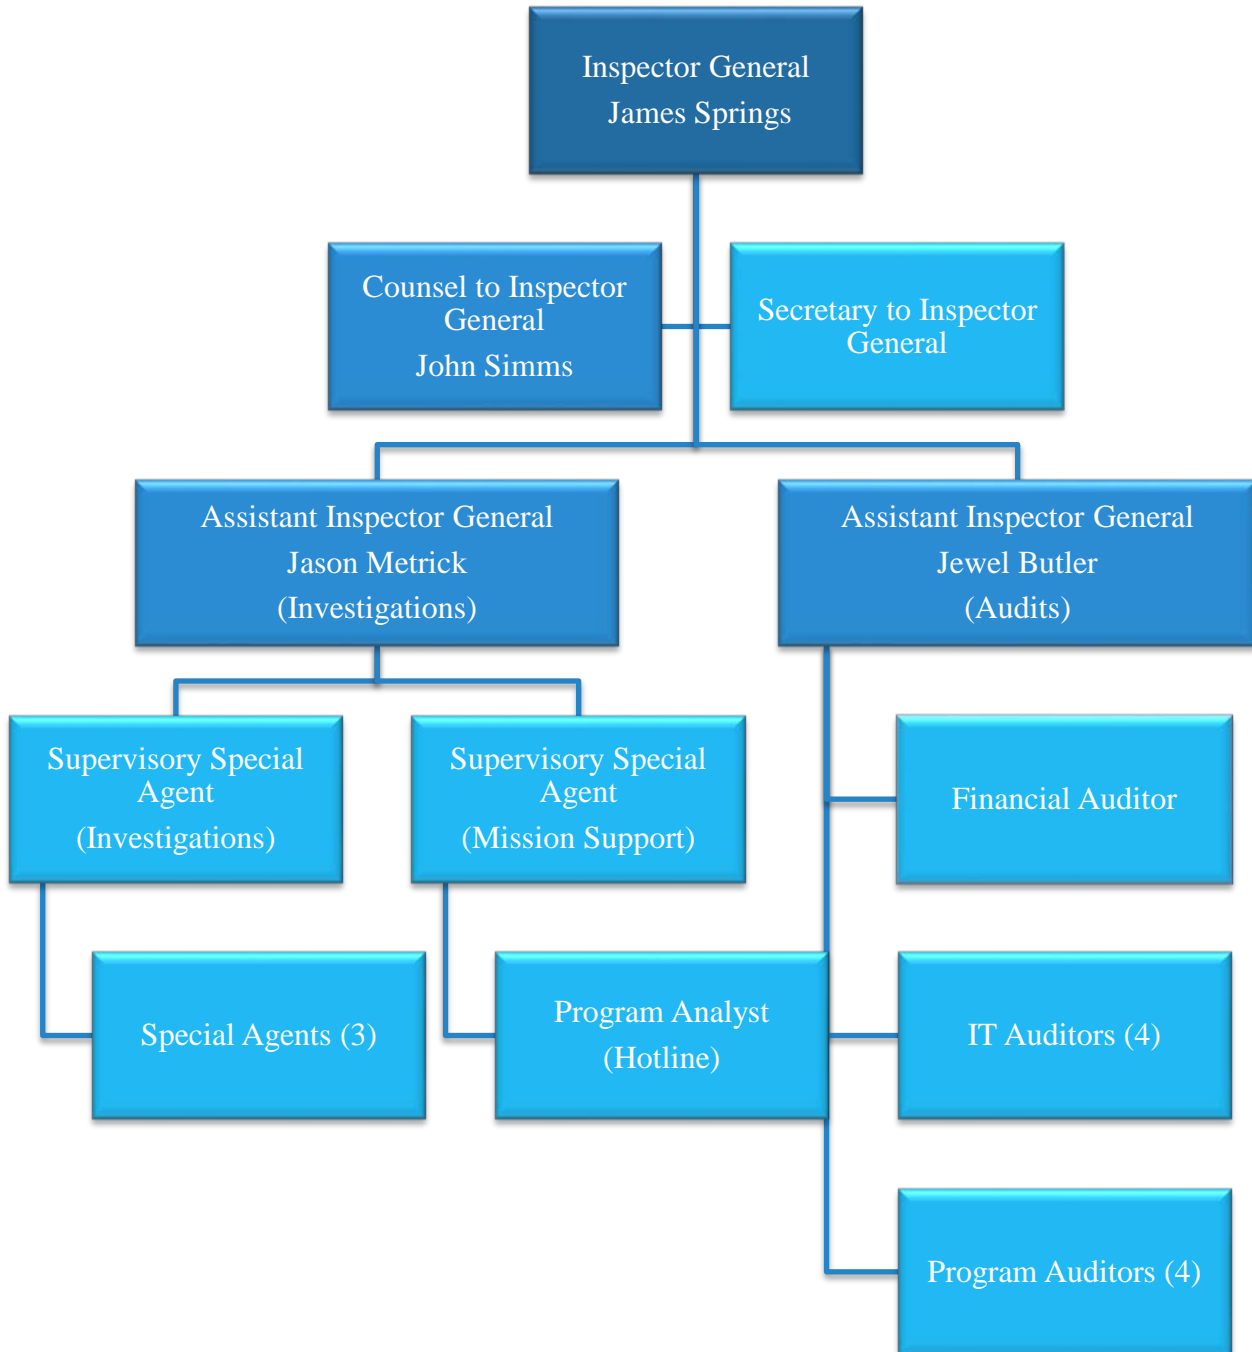 Inspector General
James Springs
Counsel to Inspector
General
John Simms
Secretary to Inspector
General
Assistant Inspector General
Jason Metrick
(Investigations)
Assistant Inspector General
Jewel Butler
(Audits)
Supervisory Special
Agent
(Investigations)
Supervisory Special
Agent
(Mission Support)
Financial Auditor
Special Agents (3)
Program Analyst
(Hotline)
IT Auditors (4)
Program Auditors (4)